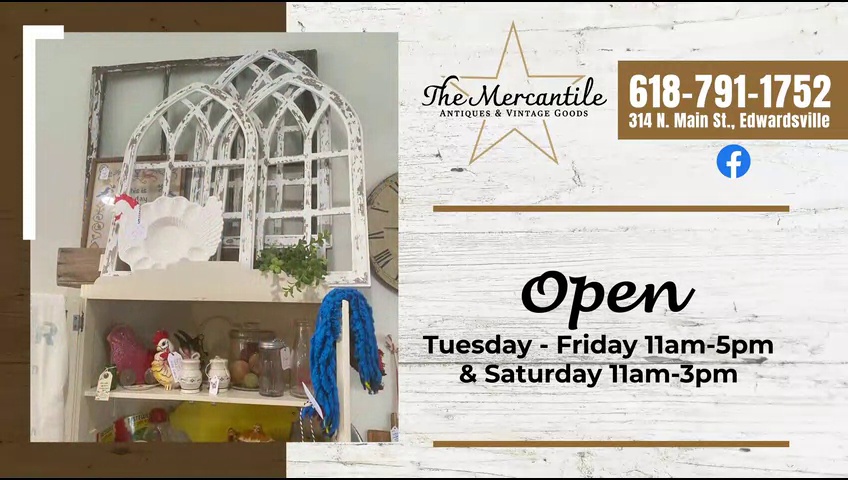 The Mercantile
ANTIQUES & VINTAGE GOODS
618-791-1752
314 N. Main St., Edwardsville
Open
Tuesday - Friday 11am-5pm
& Saturday 11am-3pm